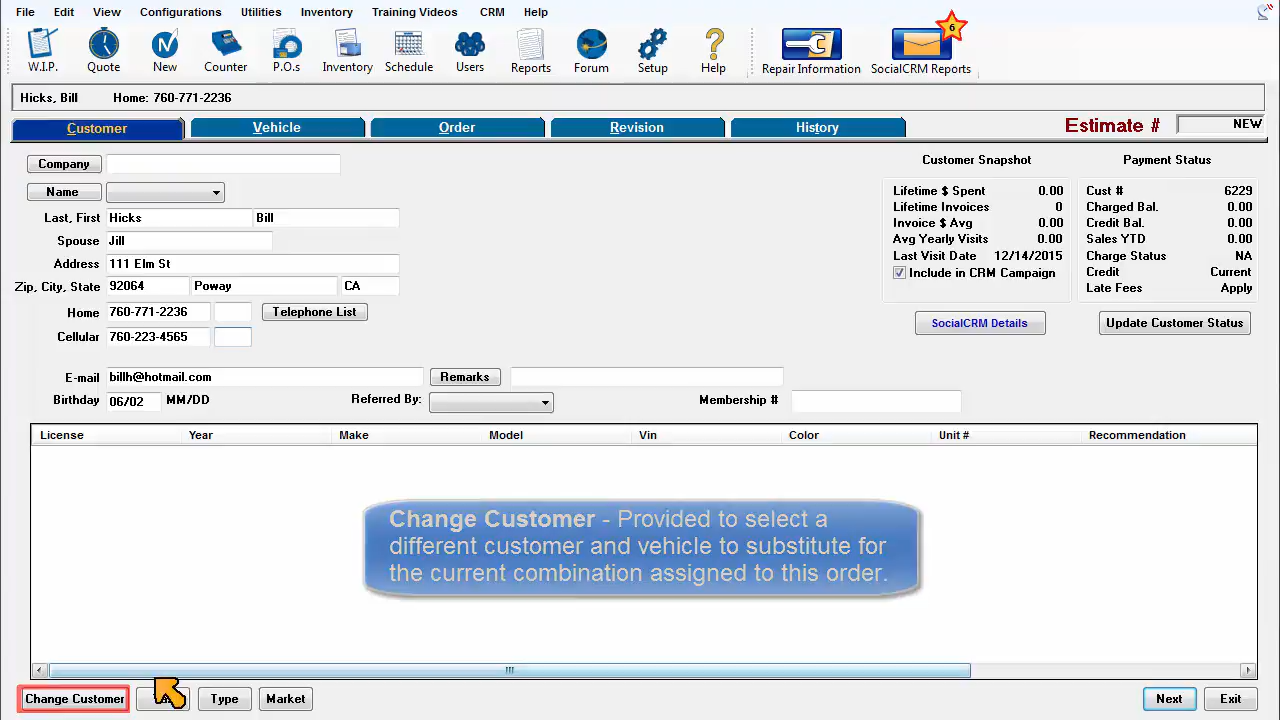 File Edit View Configurations Utilities Inventory Training Videos CRM Help
6
W.I.P. Quote New Counter P.O.s Inventory Schedule Users Reports Forum Setup Help Repair Information SocialCRM Reports
Hicks, Bill Home: 760-771-2236
Customer Vehicle Order Revision History Estimate # NEW
Company Customer Snapshot Payment Status
Name Lifetime $ Spent 0.00 Cust # 6229
Lifetime Invoices 0 Charged Bal. 0.00
Last, First Hicks Bill Invoice $ Avg 0.00 Credit Bal. 0.00
Spouse Jill Avg Yearly Visits 0.00 Sales YTD 0.00
Address 111 Elm St Last Visit Date 12/14/2015 Charge Status NA
Include in CRM Campaign Credit Current
Zip, City, State 92064 Poway CA Late Fees Apply
Home 760-771-2236 Telephone List
SocialCRM Details Update Customer Status
Cellular 760-223-4565
E-mail billh@hotmail.com Remarks
Birthday 06/02 MM/DD Referred By: Membership #
License Year Make Model Vin Color Unit # Recommendation
Change Customer - Provided to select a
different customer and vehicle to substitute for
the current combination assigned to this order.
Change Customer Type Market Next Exit